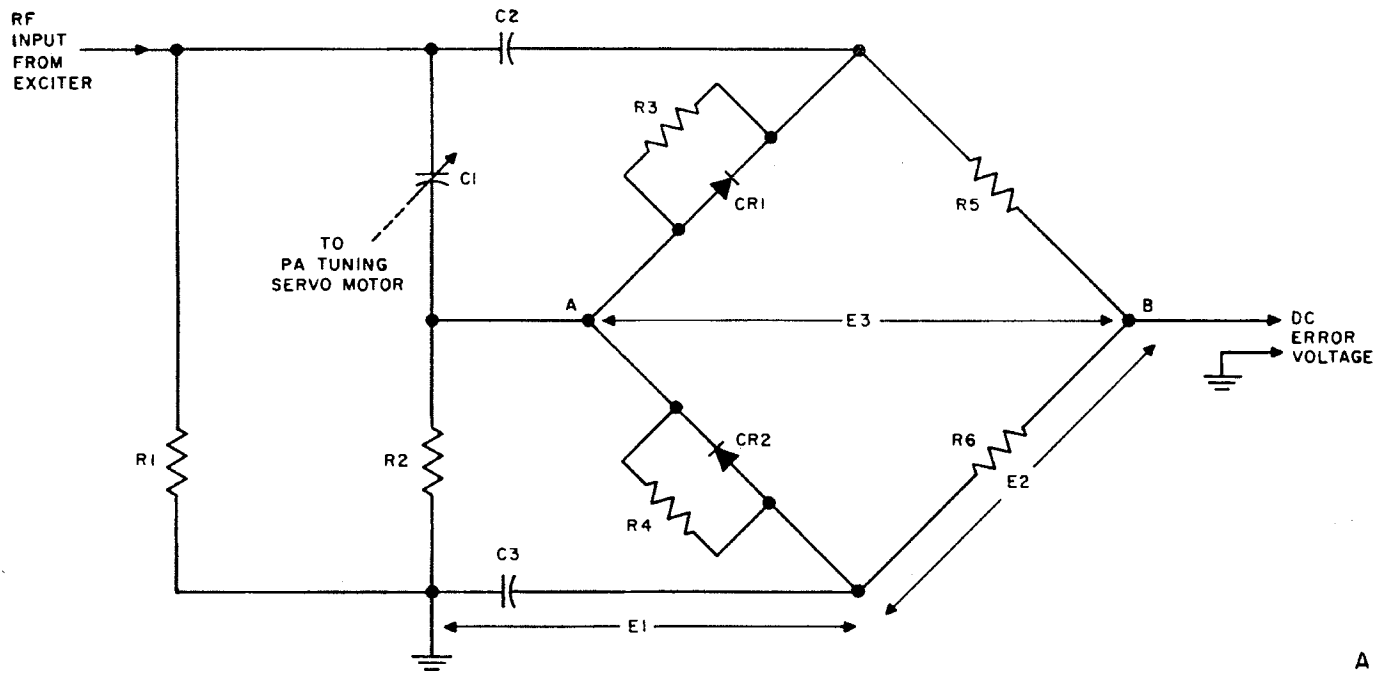 RF
INPUT
FROM
EXCITER
C2
R3
C1
CR1
R5
TO
PA TUNING
SERVO MOTOR
A
E3
B
DC
ERROR
VOLTAGE
R1
R2
CR2
R6
E2
R4
C3
E1
A